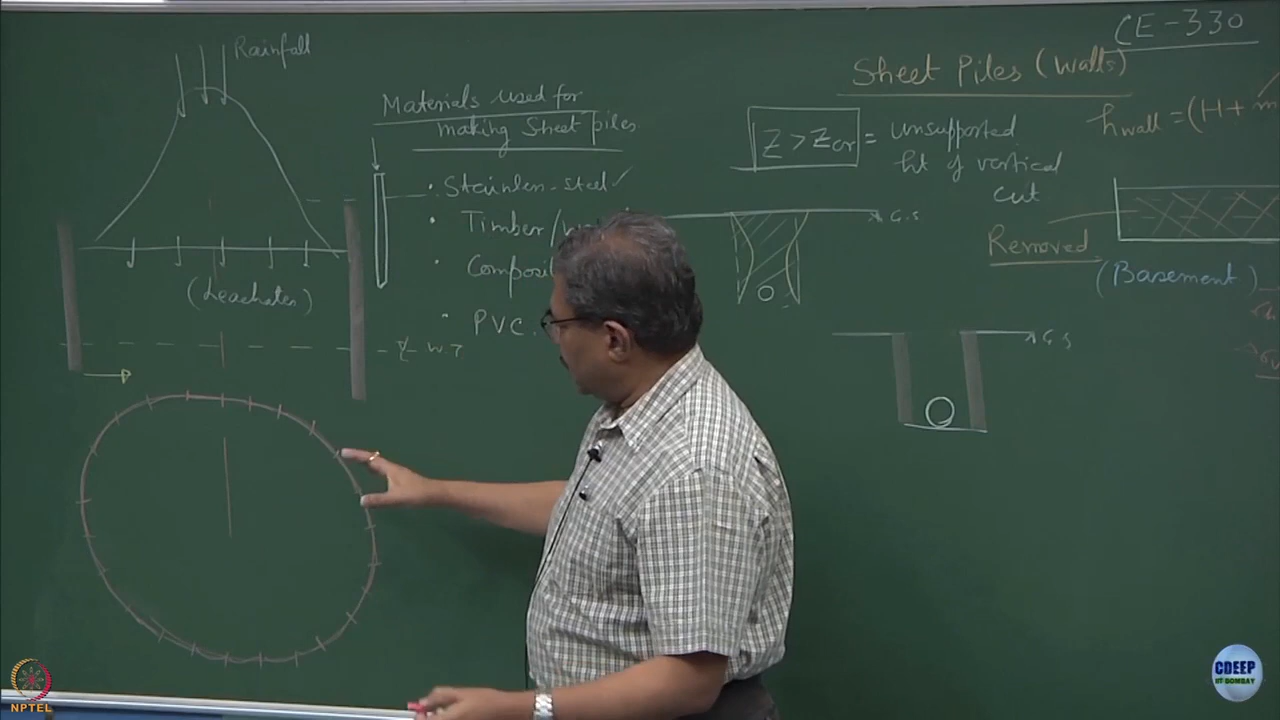 CE-330
Rainfall
(Leachates)
W.T
Materials used for
making Sheet piles
Stainless-steel ✓
Timber/
Composi
PVC.
Sheet Piles (Walls)
Z > Zcr = unsupported
ht of vertical
cut
G.S
G.S
hwall = (H + m
Removed
(Basement)
NPTEL
CDEEP
IIT BOMBAY